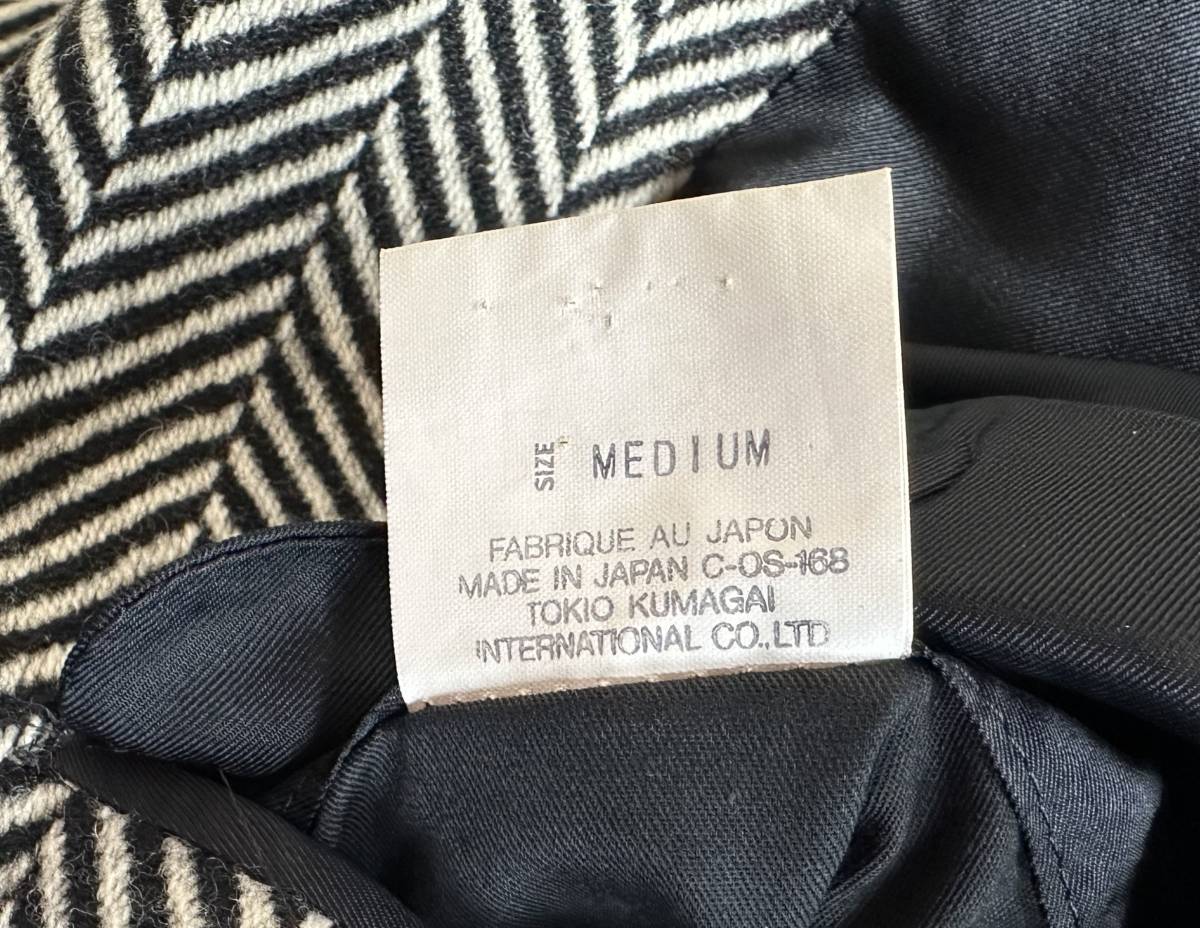 SIZE MEDIUM
FABRIQUE AU JAPON
MADE IN JAPAN C-OS-168
TOKIO KUMAGAI
INTERNATIONAL CO.,LTD